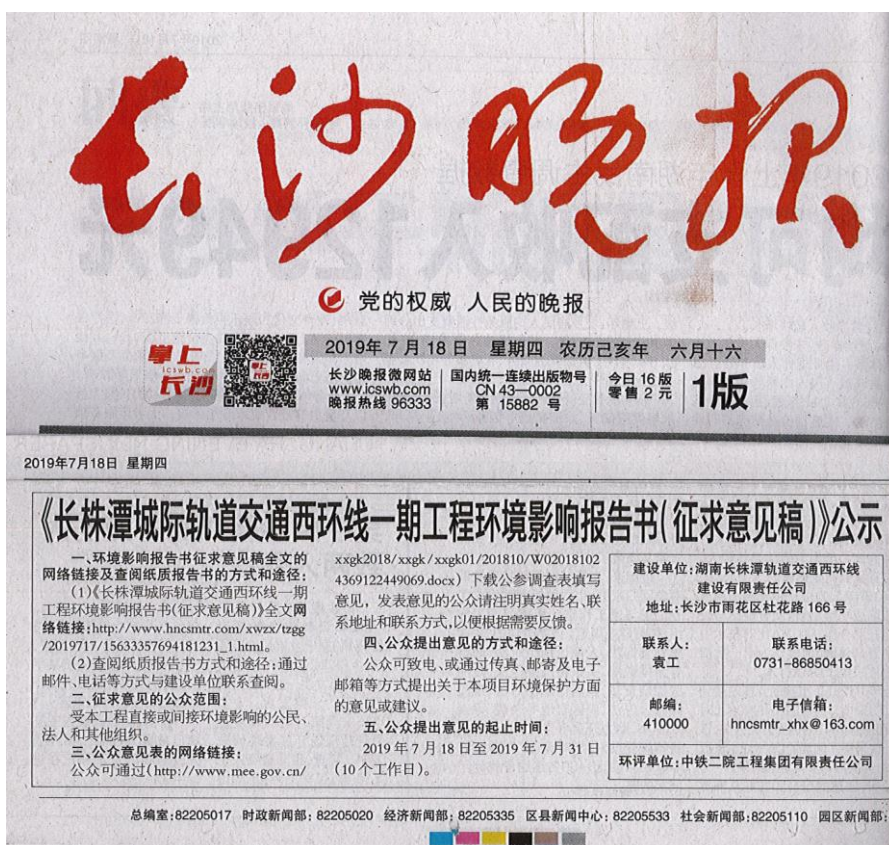 长沙晚报
党的权威 人民的晚报
掌上
icswb.com
长沙
掌上
长沙
2019年7月18日 星期四 农历己亥年 六月十六
长沙晚报微网站
www.icswb.com
晚报热线 96333
国内统一连续出版物号
CN 43—0002
第 15882 号
今日 16 版
零售 2 元
1版
2019年7月18日 星期四
《长株潭城际轨道交通西环线一期工程环境影响报告书(征求意见稿)》公示
一、环境影响报告书征求意见稿全文的
网络链接及查阅纸质报告书的方式和途径:
(1)《长株潭城际轨道交通西环线一期
工程环境影响报告书(征求意见稿)》全文网
络链接:http://www.hncsmtr.com/xwzx/tzgg
/2019717/15633357694181231_1.html。
(2)查阅纸质报告书方式和途径:通过
邮件、电话等方式与建设单位联系查阅。
二、征求意见的公众范围:
受本工程直接或间接环境影响的公民、
法人和其他组织。
三、公众意见表的网络链接:
公众可通过(http://www.mee.gov.cn/
xxgk2018/xxgk/xxgk01/201810/W02018102
4369122449069.docx)下载公参调查表填写
意见，发表意见的公众请注明真实姓名、联
系地址和联系方式,以便根据需要反馈。
四、公众提出意见的方式和途径:
公众可致电、或通过传真、邮寄及电子
邮箱等方式提出关于本项目环境保护方面
的意见或建议。
五、公众提出意见的起止时间:
2019年7月18日至2019年7月31日
(10个工作日)。
建设单位:湖南长株潭轨道交通西环线
建设有限责任公司
地址:长沙市雨花区杜花路 166 号
联系人:
袁工
联系电话:
0731-86850413
邮编:
410000
电子信箱:
hncsmtr_xhx@163.com
环评单位:中铁二院工程集团有限责任公司
总编室:82205017 时政新闻部:82205020 经济新闻部:82205335 区县新闻中心:82205533 社会新闻部:82205110 园区新闻部: